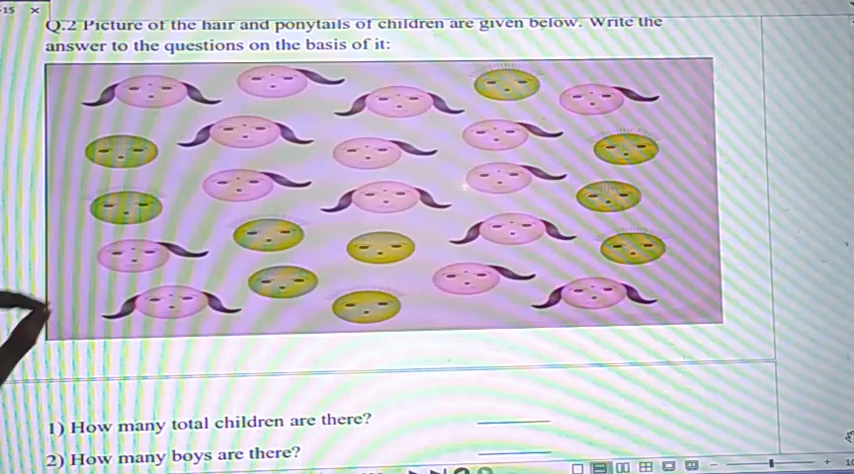 -15 ×
Q.2 Picture of the hair and ponytails of children are given below. Write the
answer to the questions on the basis of it:
1) How many total children are there?
2) How many boys are there?